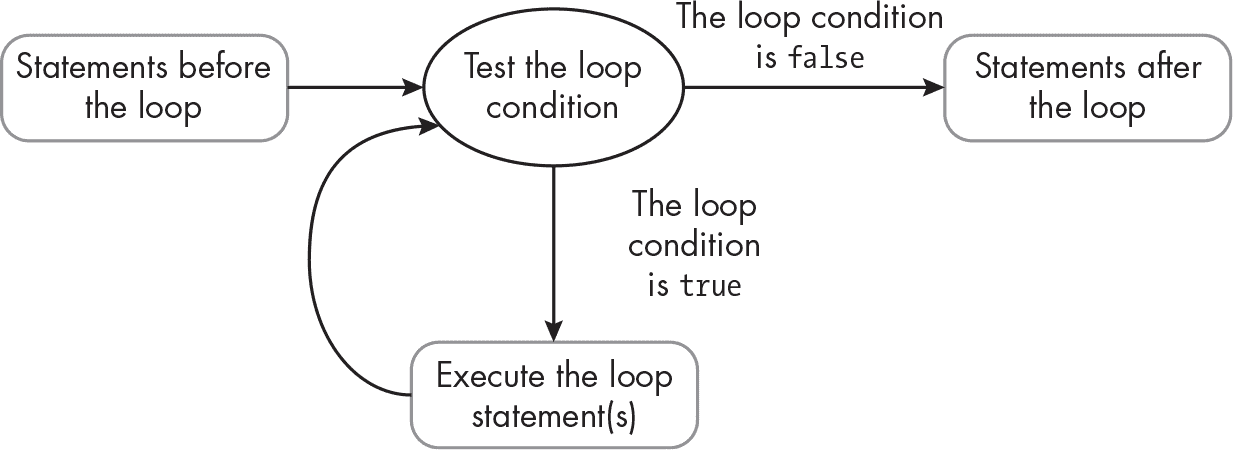 Statements before
the loop
Test the loop
condition
The loop condition
is false
Statements after
the loop
The loop
condition
is true
Execute the loop
statement(s)